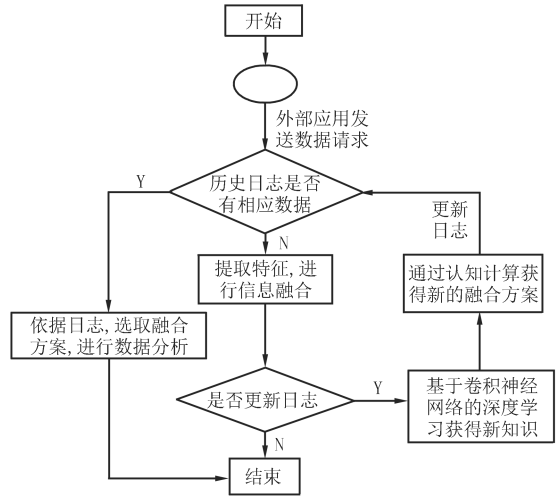 开始
外部应用发
送数据请求
历史日志是否
有相应数据
Y
N
更新
日志
提取特征,进
行信息融合
通过认知计算获
得新的融合方案
依据日志,选取融合
方案,进行数据分析
是否更新日志
Y
基于卷积神经
网络的深度学
习获得新知识
N
结束